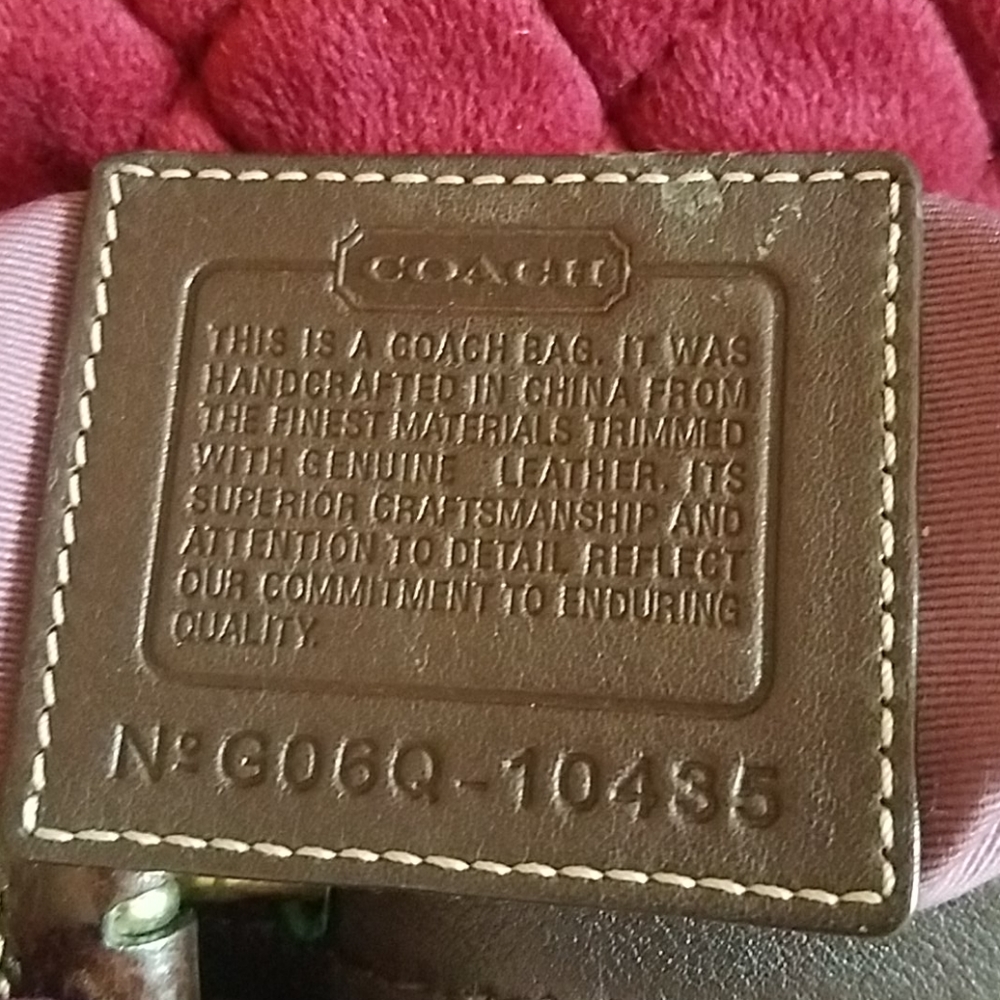 COACH
THIS IS A COACH BAG. IT WAS
HANDCRAFTED IN CHINA FROM
THE FINEST MATERIALS TRIMMED
WITH GENUINE LEATHER. ITS
SUPERIOR CRAFTSMANSHIP AND
ATTENTION TO DETAIL REFLECT
OUR COMMITMENT TO ENDURING
QUALITY.
Nº G06Q-10435